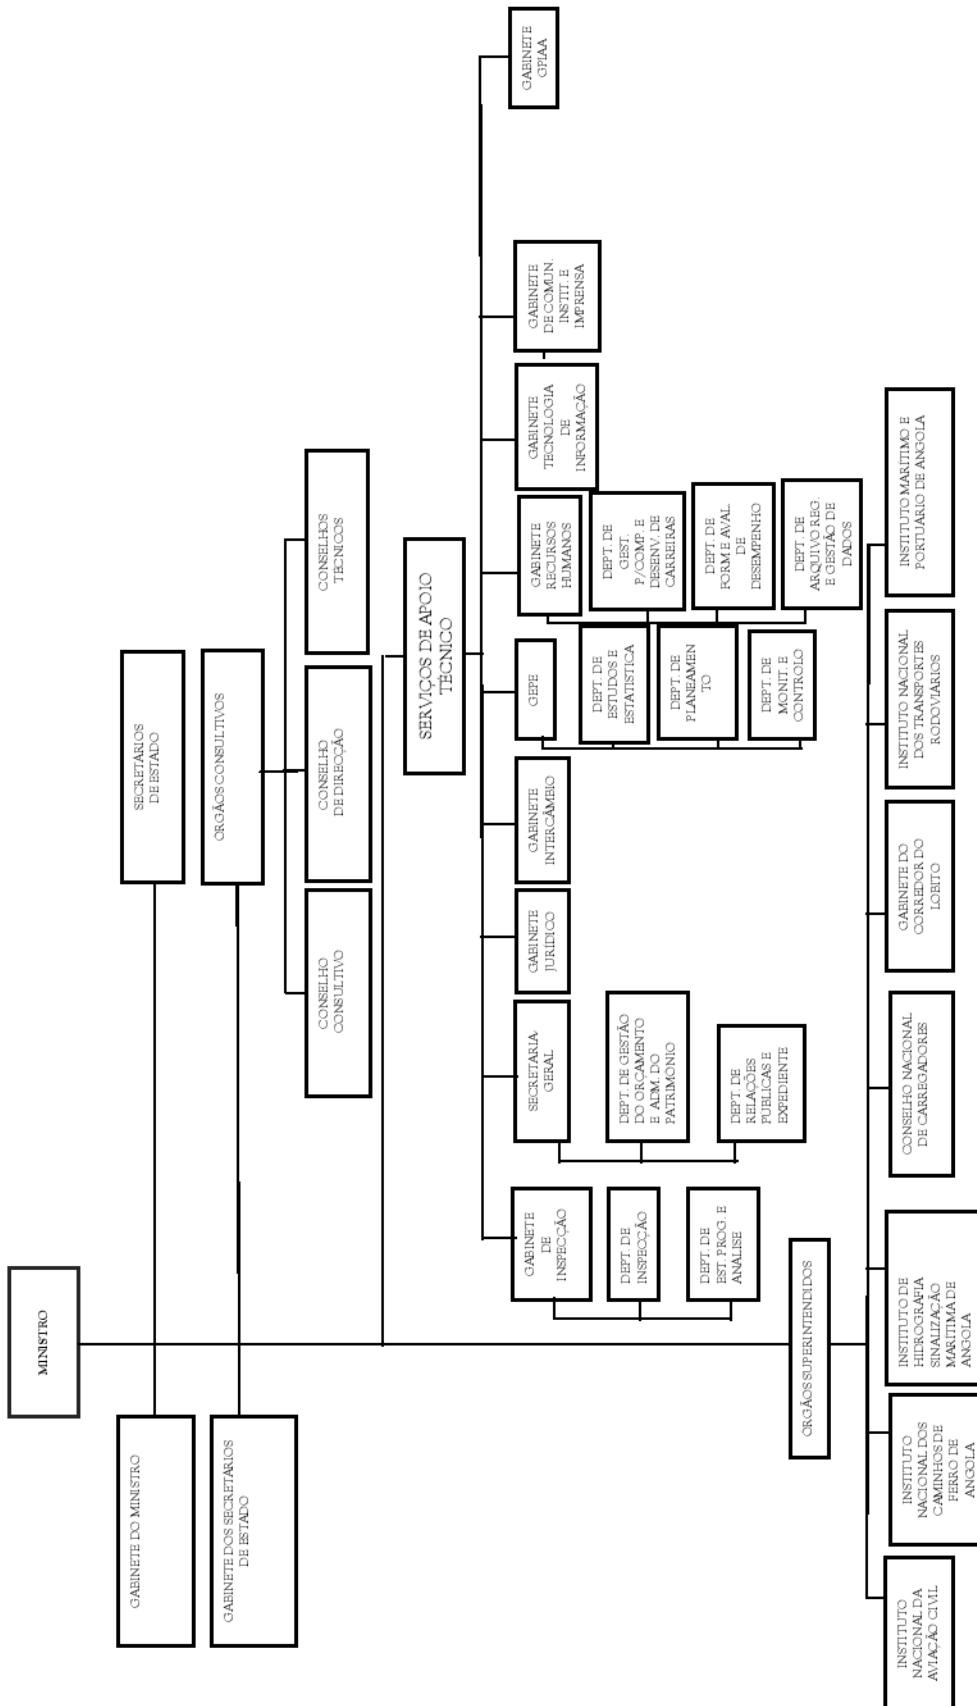 MINISTRO
GABINETE DO MINISTRO
SECRETÁRIOS
DE ESTADO
GABINETE DOS SECRETÁRIOS
DE ESTADO
ORGÃOS CONSULTIVOS
CONSELHO
CONSULTIVO
CONSELHO
DE DIRECÇÃO
CONSELHOS
TÉCNICOS
SERVIÇOS DE APOIO
TÉCNICO
GABINETE
DE
INSPECÇÃO
DEPT. DE
INSPECÇÃO
DEPT. DE
EST. PROG. E
ANÁLISE
SECRETARIA
GERAL
DEPT. DE GESTÃO
DO ORÇAMENTO
E ADM. DO
PATRIMONIO
DEPT. DE
RELAÇÕES
PUBLICAS E
EXPEDIENTE
GABINETE
JURÍDICO
GABINETE
INTERCÂMBIO
GEPE
DEPT. DE
ESTUDOS E
ESTATISTICA
DEPT. DE
PLANEAMEN
TO
DEPT. DE
MONIT. E
CONTROLO
GABINETE
RECURSOS
HUMANOS
DEPT. DE
GEST.
P/COMP. E
DESENV. DE
CARREIRAS
DEPT. DE
FORM E AVAL.
DE
DESEMPENHO
DEPT. DE
ARQUIVO REG.
E GESTÃO DE
DADOS
GABINETE
TECNOLOGIA
DE
INFORMAÇÃO
GABINETE
DE COMUN.
INSTIT. E
IMPRENSA
GABINETE
GPIAA
ORGÃOS SUPERINTENDIDOS
INSTITUTO
NACIONAL DA
AVIAÇÃO CIVIL
INSTITUTO
NACIONAL DOS
CAMINHOS DE
FERRO DE
ANGOLA
INSTITUTO DE
HIDROGRAFIA
SINALIZAÇÃO
MARÍTIMA DE
ANGOLA
CONSELHO NACIONAL
DE CARREGADORES
GABINETE DO
CORREDOR DO
LOBITO
INSTITUTO NACIONAL
DOS TRANSPORTES
RODOVIÁRIOS
INSTITUTO MARÍTIMO E
PORTUÁRIO DE ANGOLA